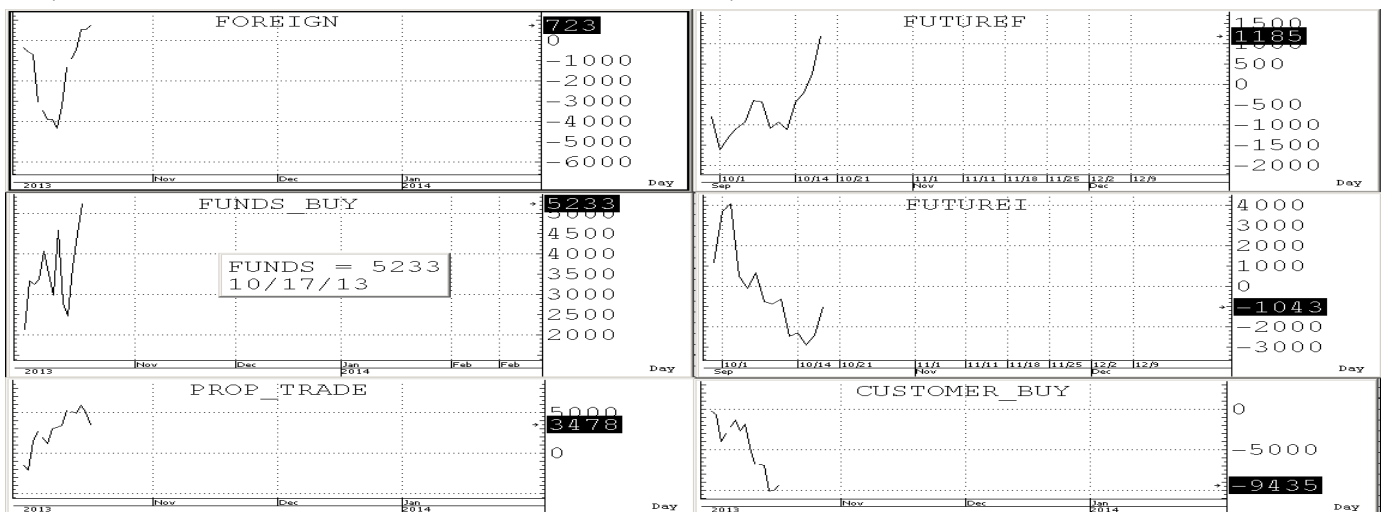 FOREIGN
723
0
-1000
-2000
-3000
-4000
-5000
-6000
2013 Nov Dec Jan 2014 Day
FUTUREF
1500
1185
1000
500
0
-500
-1000
-1500
-2000
10/1 10/14 10/21 11/1 11/11 11/18 11/25 12/2 12/9
Sep Nov Dec Day
FUNDS_BUY
5233
5000
4500
4000
3500
3000
2500
2000
FUNDS = 5233
10/17/13
2013 Nov Dec Jan 2014 Feb Feb Day
FUTUREI
4000
3000
2000
1000
0
-1043
-2000
-3000
10/1 10/14 10/21 11/1 11/11 11/18 11/25 12/2 12/9
Sep Nov Dec Day
PROP_TRADE
5000
3478
0
2013 Nov Dec Jan 2014 Day
CUSTOMER_BUY
0
-5000
-9435
2013 Nov Dec Jan 2014 Day